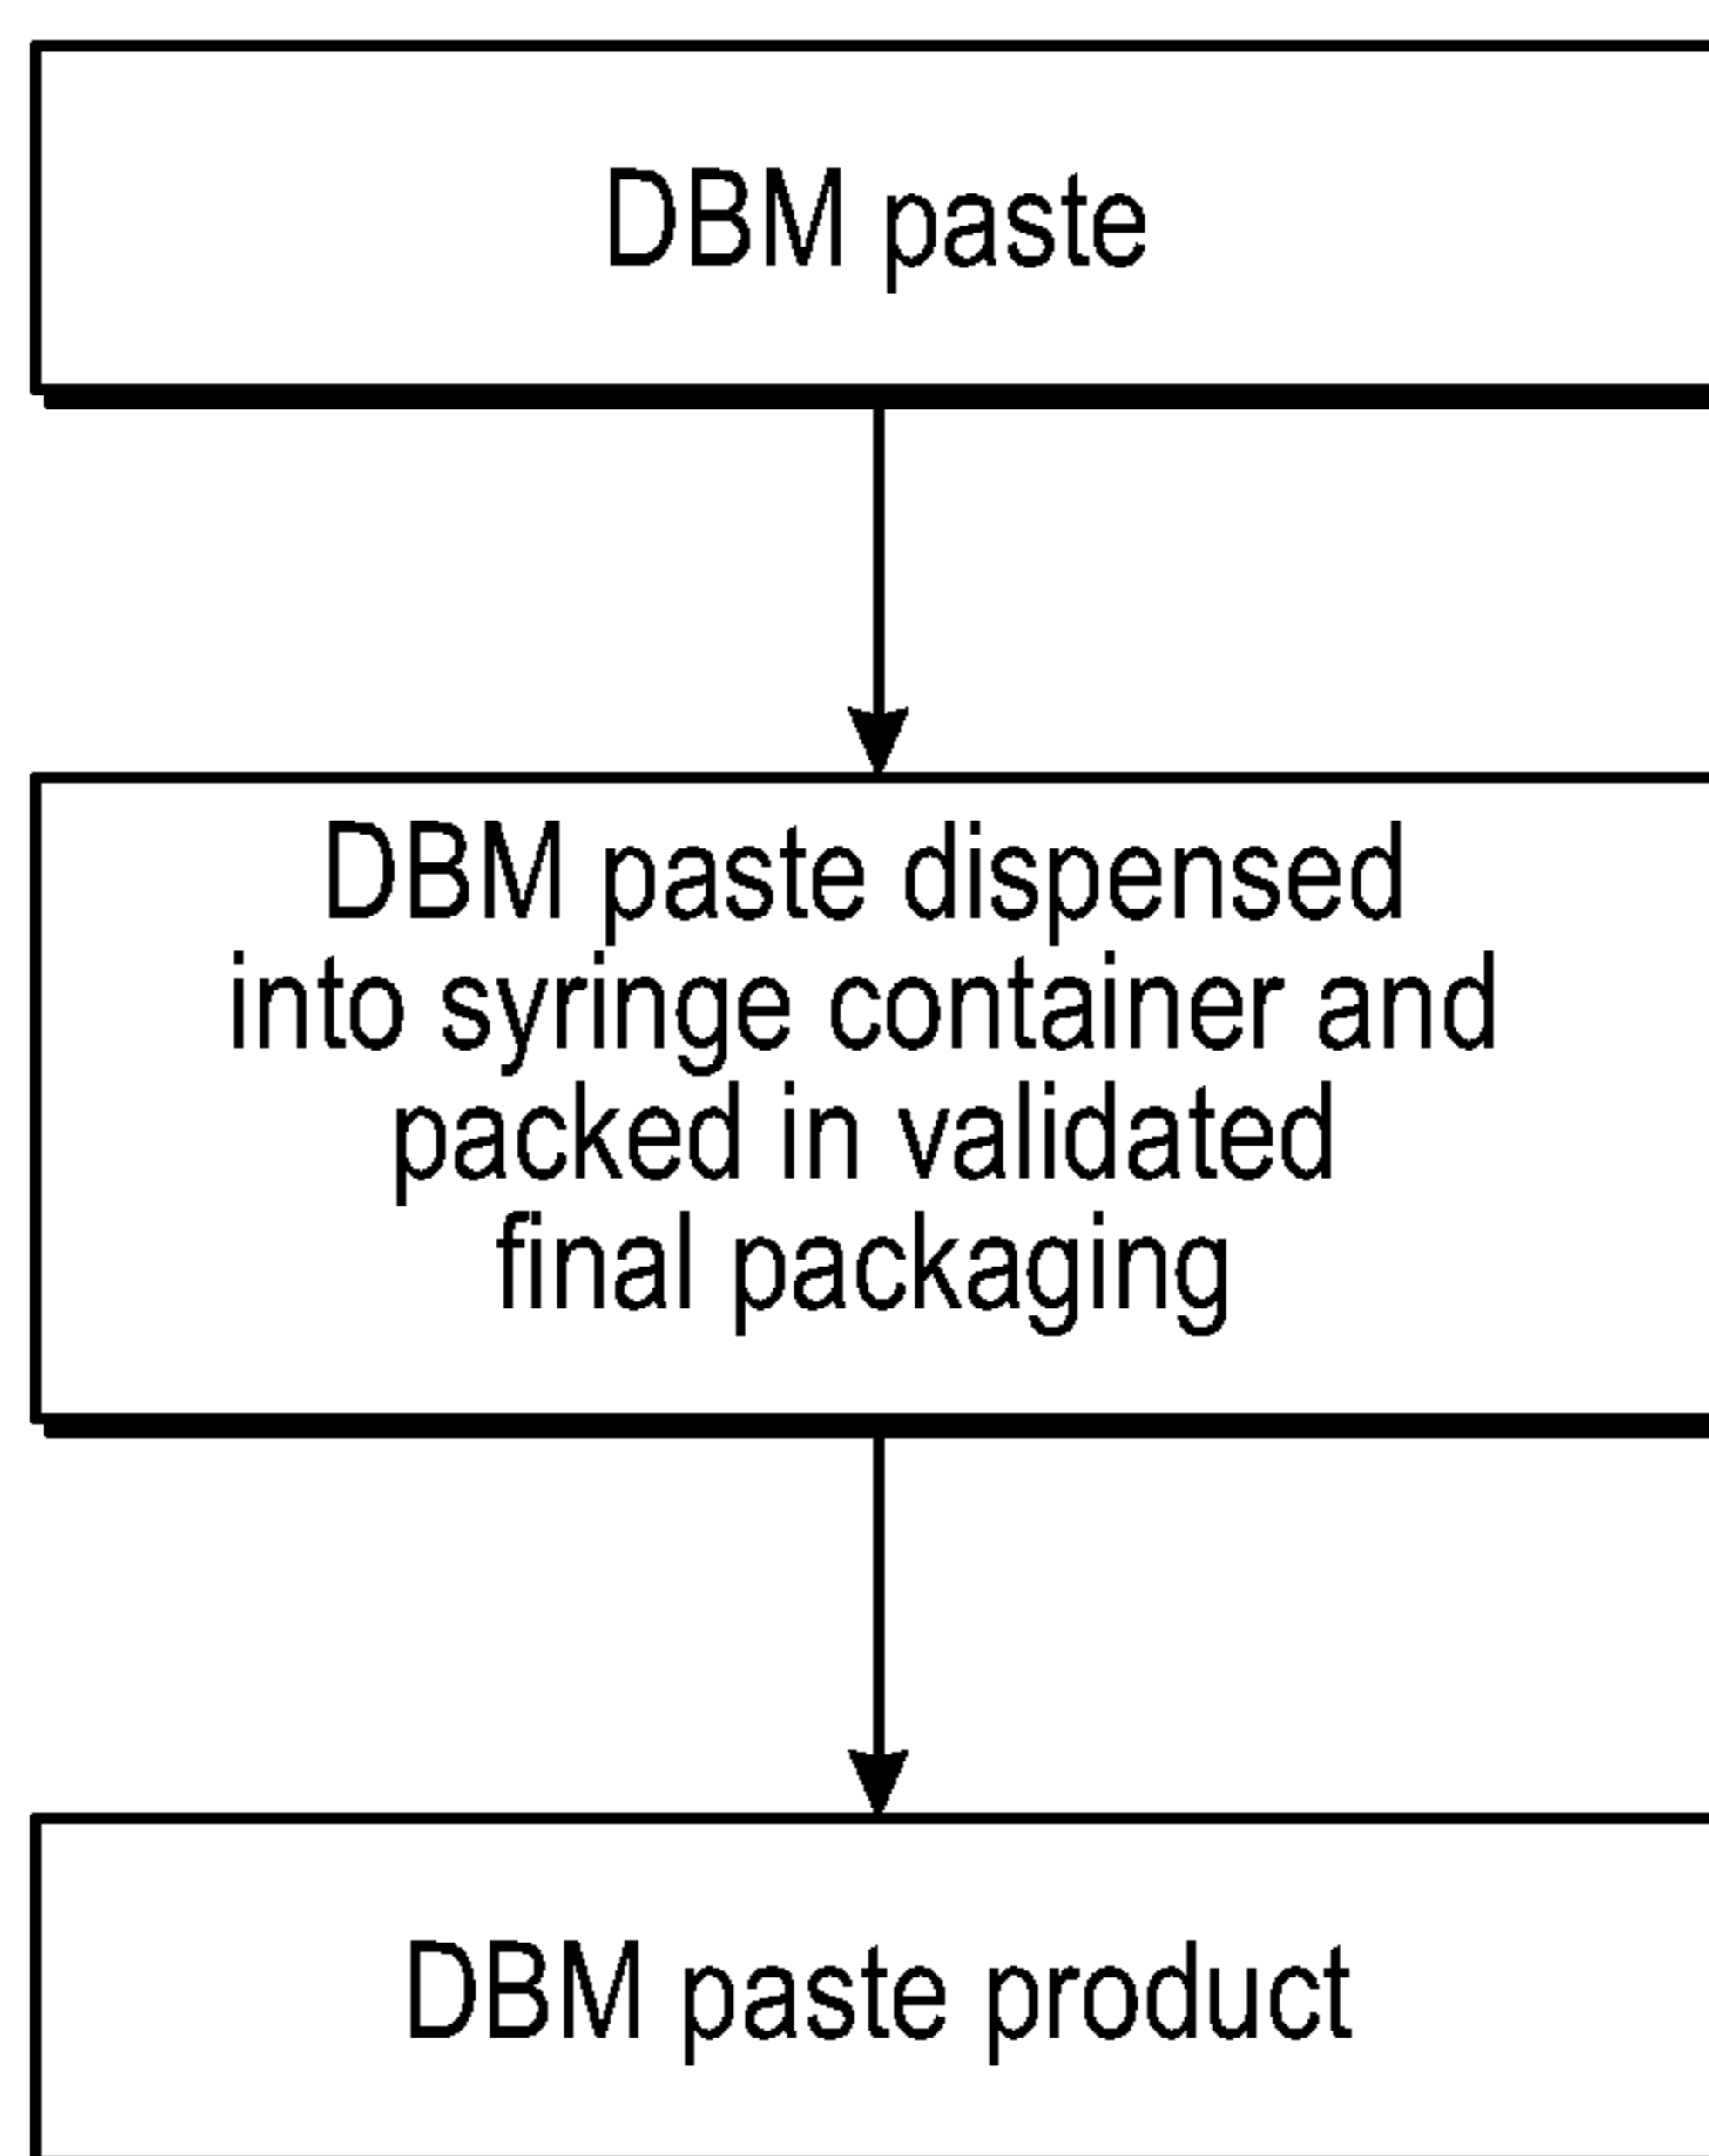 DBM paste
DBM paste dispensed
into syringe container and
packed in validated
final packaging
DBM paste product